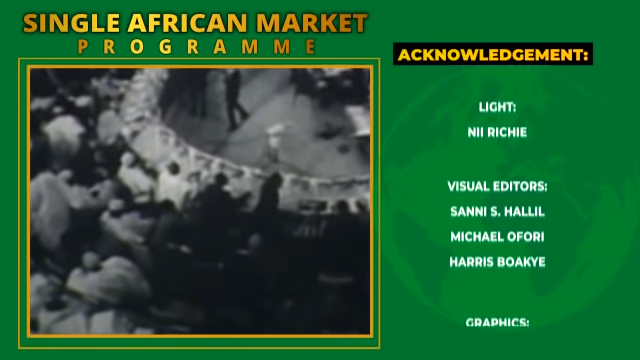 SINGLE AFRICAN MARKET
PROGRAMME
ACKNOWLEDGEMENT:
LIGHT:
NII RICHIE
VISUAL EDITORS:
SANNI S. HALLIL
MICHAEL OFORI
HARRIS BOAKYE
GRAPHICS: